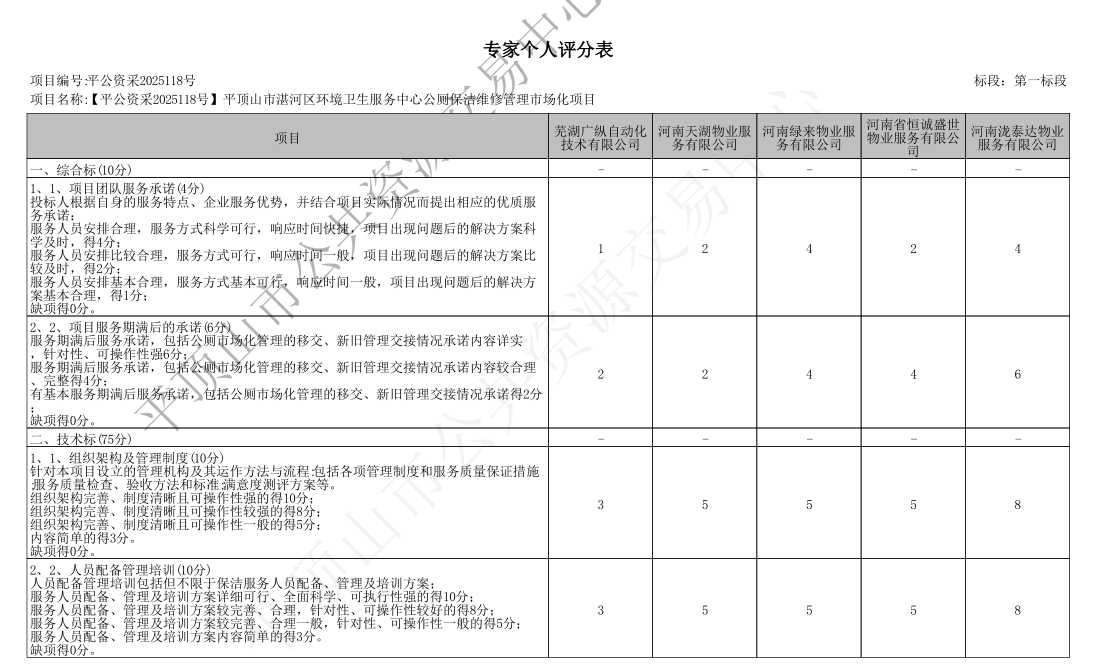 专家个人评分表
项目编号:平公资采2025118号
标段：第一标段
项目名称:【平公资采2025118号】平顶山市湛河区环境卫生服务中心公厕保洁维修管理市场化项目
项目
芜湖广纵自动化
技术有限公司
河南天湖物业服
务有限公司
河南绿来物业服
务有限公司
河南省恒诚盛世
物业服务有限公
司
河南泷泰达物业
服务有限公司
一、综合标(10分)
－ － － － －
1、1、项目团队服务承诺(4分)
投标人根据自身的服务特点、企业服务优势，并结合项目实际情况而提出相应的优质服
务承诺：
服务人员安排合理，服务方式科学可行，响应时间快捷，项目出现问题后的解决方案科
学及时，得4分；
服务人员安排比较合理，服务方式可行，响应时间一般，项目出现问题后的解决方案比
较及时，得2分；
服务人员安排基本合理，服务方式基本可行，响应时间一般，项目出现问题后的解决方
案基本合理，得1分；
缺项得0分。
1 2 4 2 4
2、2、项目服务期满后的承诺(6分)
服务期满后服务承诺，包括公厕市场化管理的移交、新旧管理交接情况承诺内容详实
，针对性、可操作性强6分；
服务期满后服务承诺，包括公厕市场化管理的移交、新旧管理交接情况承诺内容较合理
、完整得4分；
有基本服务期满后服务承诺，包括公厕市场化管理的移交、新旧管理交接情况承诺得2分
；
缺项得0分。
2 2 4 4 6
二、技术标(75分)
－ － － － －
1、1、组织架构及管理制度(10分)
针对本项目设立的管理机构及其运作方法与流程;包括各项管理制度和服务质量保证措施
;服务质量检查、验收方法和标准;满意度测评方案等。
组织架构完善、制度清晰且可操作性强的得10分；
组织架构完善、制度清晰且可操作性较强的得8分；
组织架构完善、制度清晰且可操作性一般的得5分；
内容简单的得3分。
缺项得0分。
3 5 5 5 8
2、2、人员配备管理培训(10分)
人员配备管理培训包括但不限于保洁服务人员配备、管理及培训方案；
服务人员配备、管理及培训方案详细可行、全面科学、可执行性强的得10分；
服务人员配备、管理及培训方案较完善、合理，针对性、可操作性较好的得8分；
服务人员配备、管理及培训方案较完善、合理一般，针对性、可操作性一般的得5分；
服务人员配备、管理及培训方案内容简单的得3分。
缺项得0分。
3 5 5 5 8
平顶山市公共资源交易中心
平顶山市公共资源交易中心